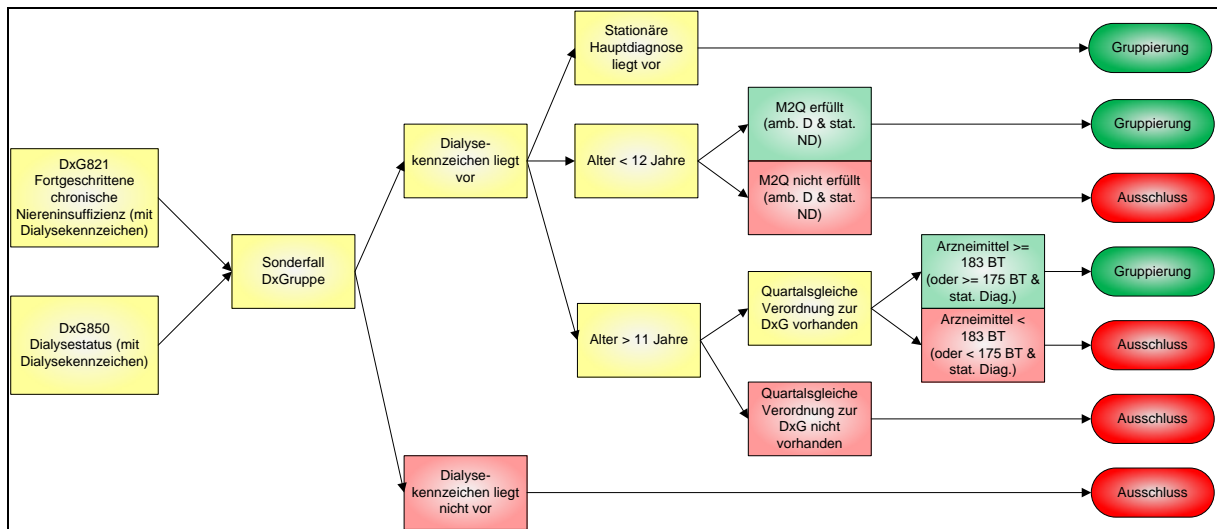 DxG821
Fortgeschrittene
chronische
Niereninsuffizienz (mit
Dialysekennzeichen)
DxG850
Dialysestatus (mit
Dialysekennzeichen)
Sonderfall
DxGruppe
Dialyse-
kennzeichen liegt
vor
Dialyse-
kennzeichen liegt
nicht vor
Stationäre
Hauptdiagnose
liegt vor
Alter < 12 Jahre
Alter > 11 Jahre
M2Q erfüllt
(amb. D & stat.
ND)
M2Q nicht erfüllt
(amb. D & stat.
ND)
Quartalsgleiche
Verordnung zur
DxG vorhanden
Quartalsgleiche
Verordnung zur
DxG nicht
vorhanden
Arzneimittel >=
183 BT
(oder >= 175 BT &
stat. Diag.)
Arzneimittel <
183 BT
(oder < 175 BT &
stat. Diag.)
Gruppierung
Gruppierung
Ausschluss
Gruppierung
Ausschluss
Ausschluss
Ausschluss